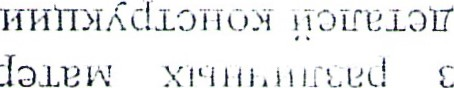 з различных матер
деталей конструкции